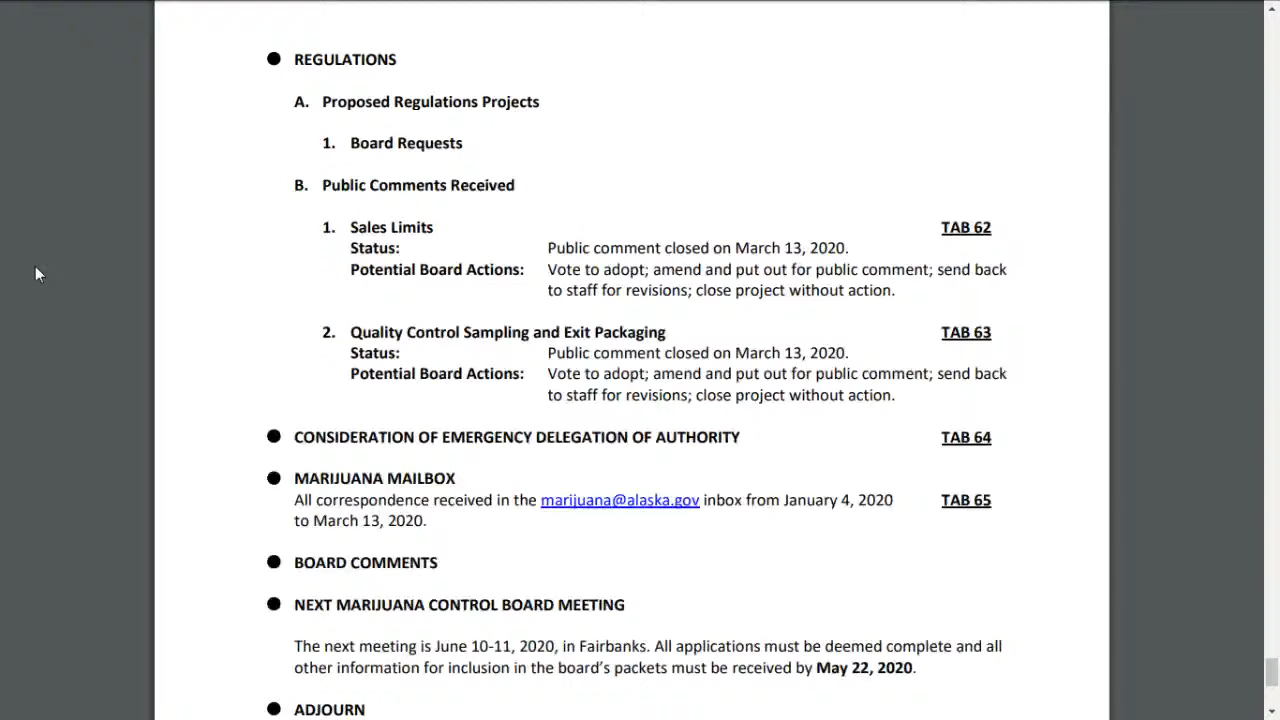 ● REGULATIONS
A. Proposed Regulations Projects
1. Board Requests
B. Public Comments Received
1. Sales Limits TAB 62
Status: Public comment closed on March 13, 2020.
Potential Board Actions: Vote to adopt; amend and put out for public comment; send back
to staff for revisions; close project without action.
2. Quality Control Sampling and Exit Packaging TAB 63
Status: Public comment closed on March 13, 2020.
Potential Board Actions: Vote to adopt; amend and put out for public comment; send back
to staff for revisions; close project without action.
● CONSIDERATION OF EMERGENCY DELEGATION OF AUTHORITY TAB 64
● MARIJUANA MAILBOX
All correspondence received in the marijuana@alaska.gov inbox from January 4, 2020 TAB 65
to March 13, 2020.
● BOARD COMMENTS
● NEXT MARIJUANA CONTROL BOARD MEETING
The next meeting is June 10-11, 2020, in Fairbanks. All applications must be deemed complete and all
other information for inclusion in the board’s packets must be received by May 22, 2020.
● ADJOURN